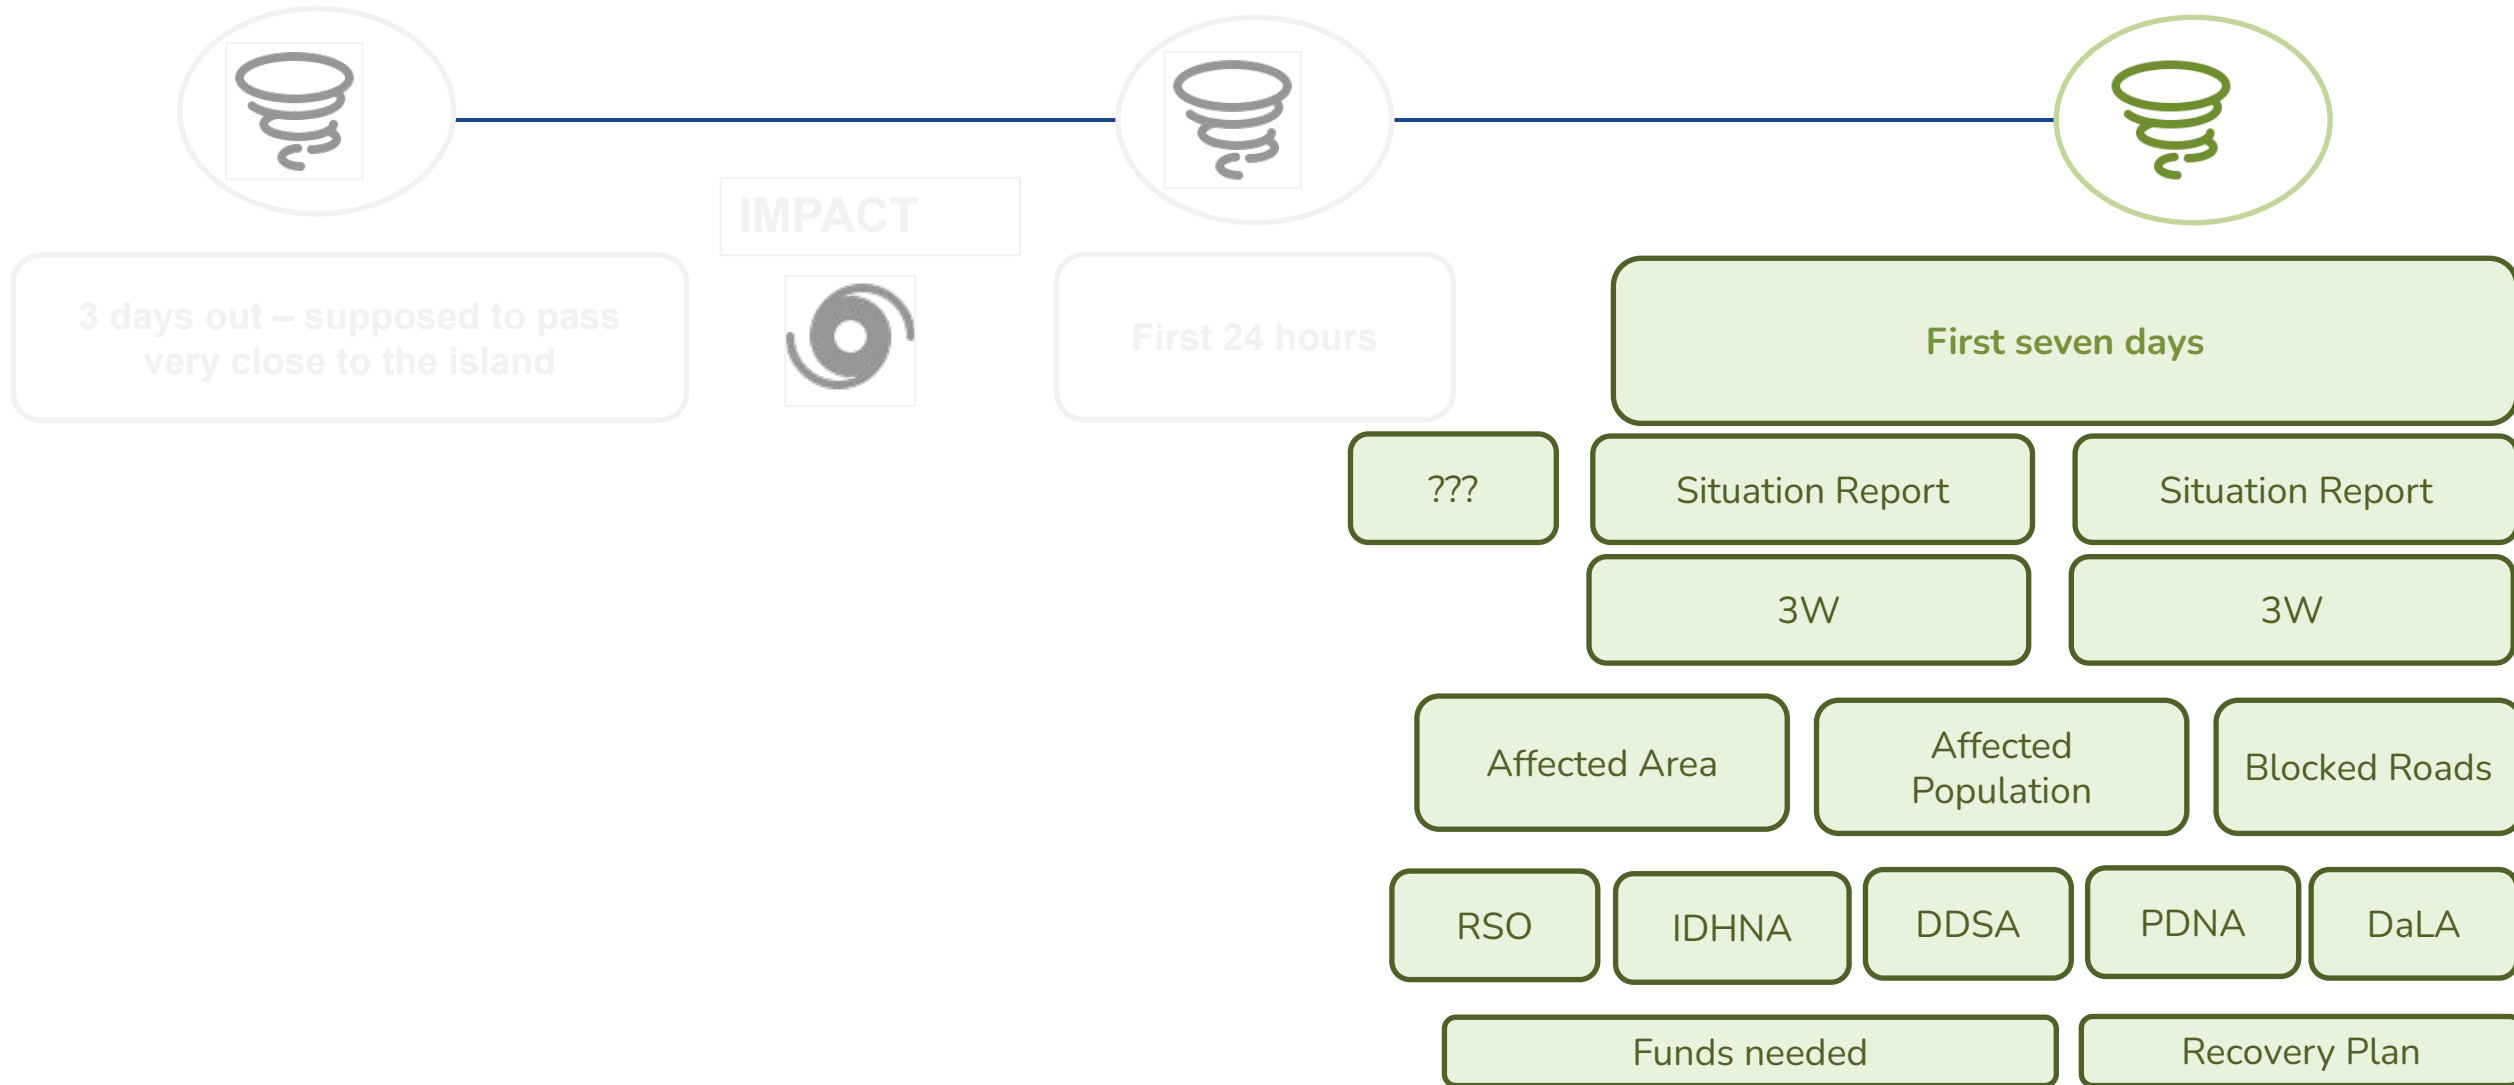 IMPACT
3 days out – supposed to pass
very close to the island
First 24 hours
First seven days
???
Situation Report
Situation Report
3W
3W
Affected Area
Affected
Population
Blocked Roads
RSO
IDHNA
DDSA
PDNA
DaLA
Funds needed
Recovery Plan